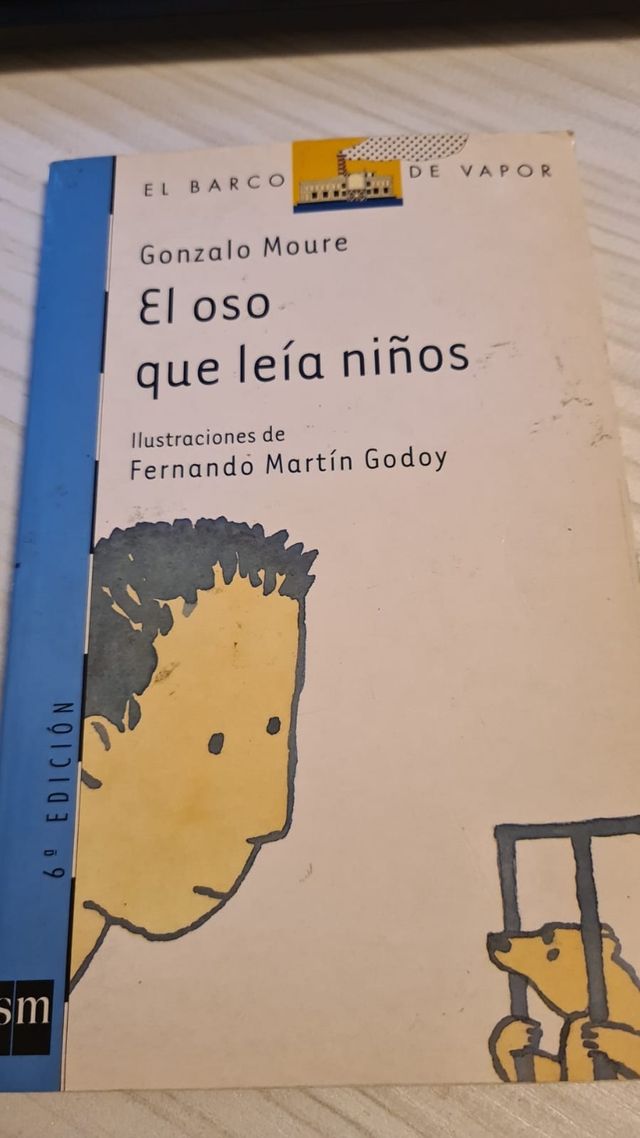 EL BARCO DE VAPOR
Gonzalo Moure
El oso
que leía niños
Ilustraciones de
Fernando Martín Godoy
6ª EDICIÓN
sm